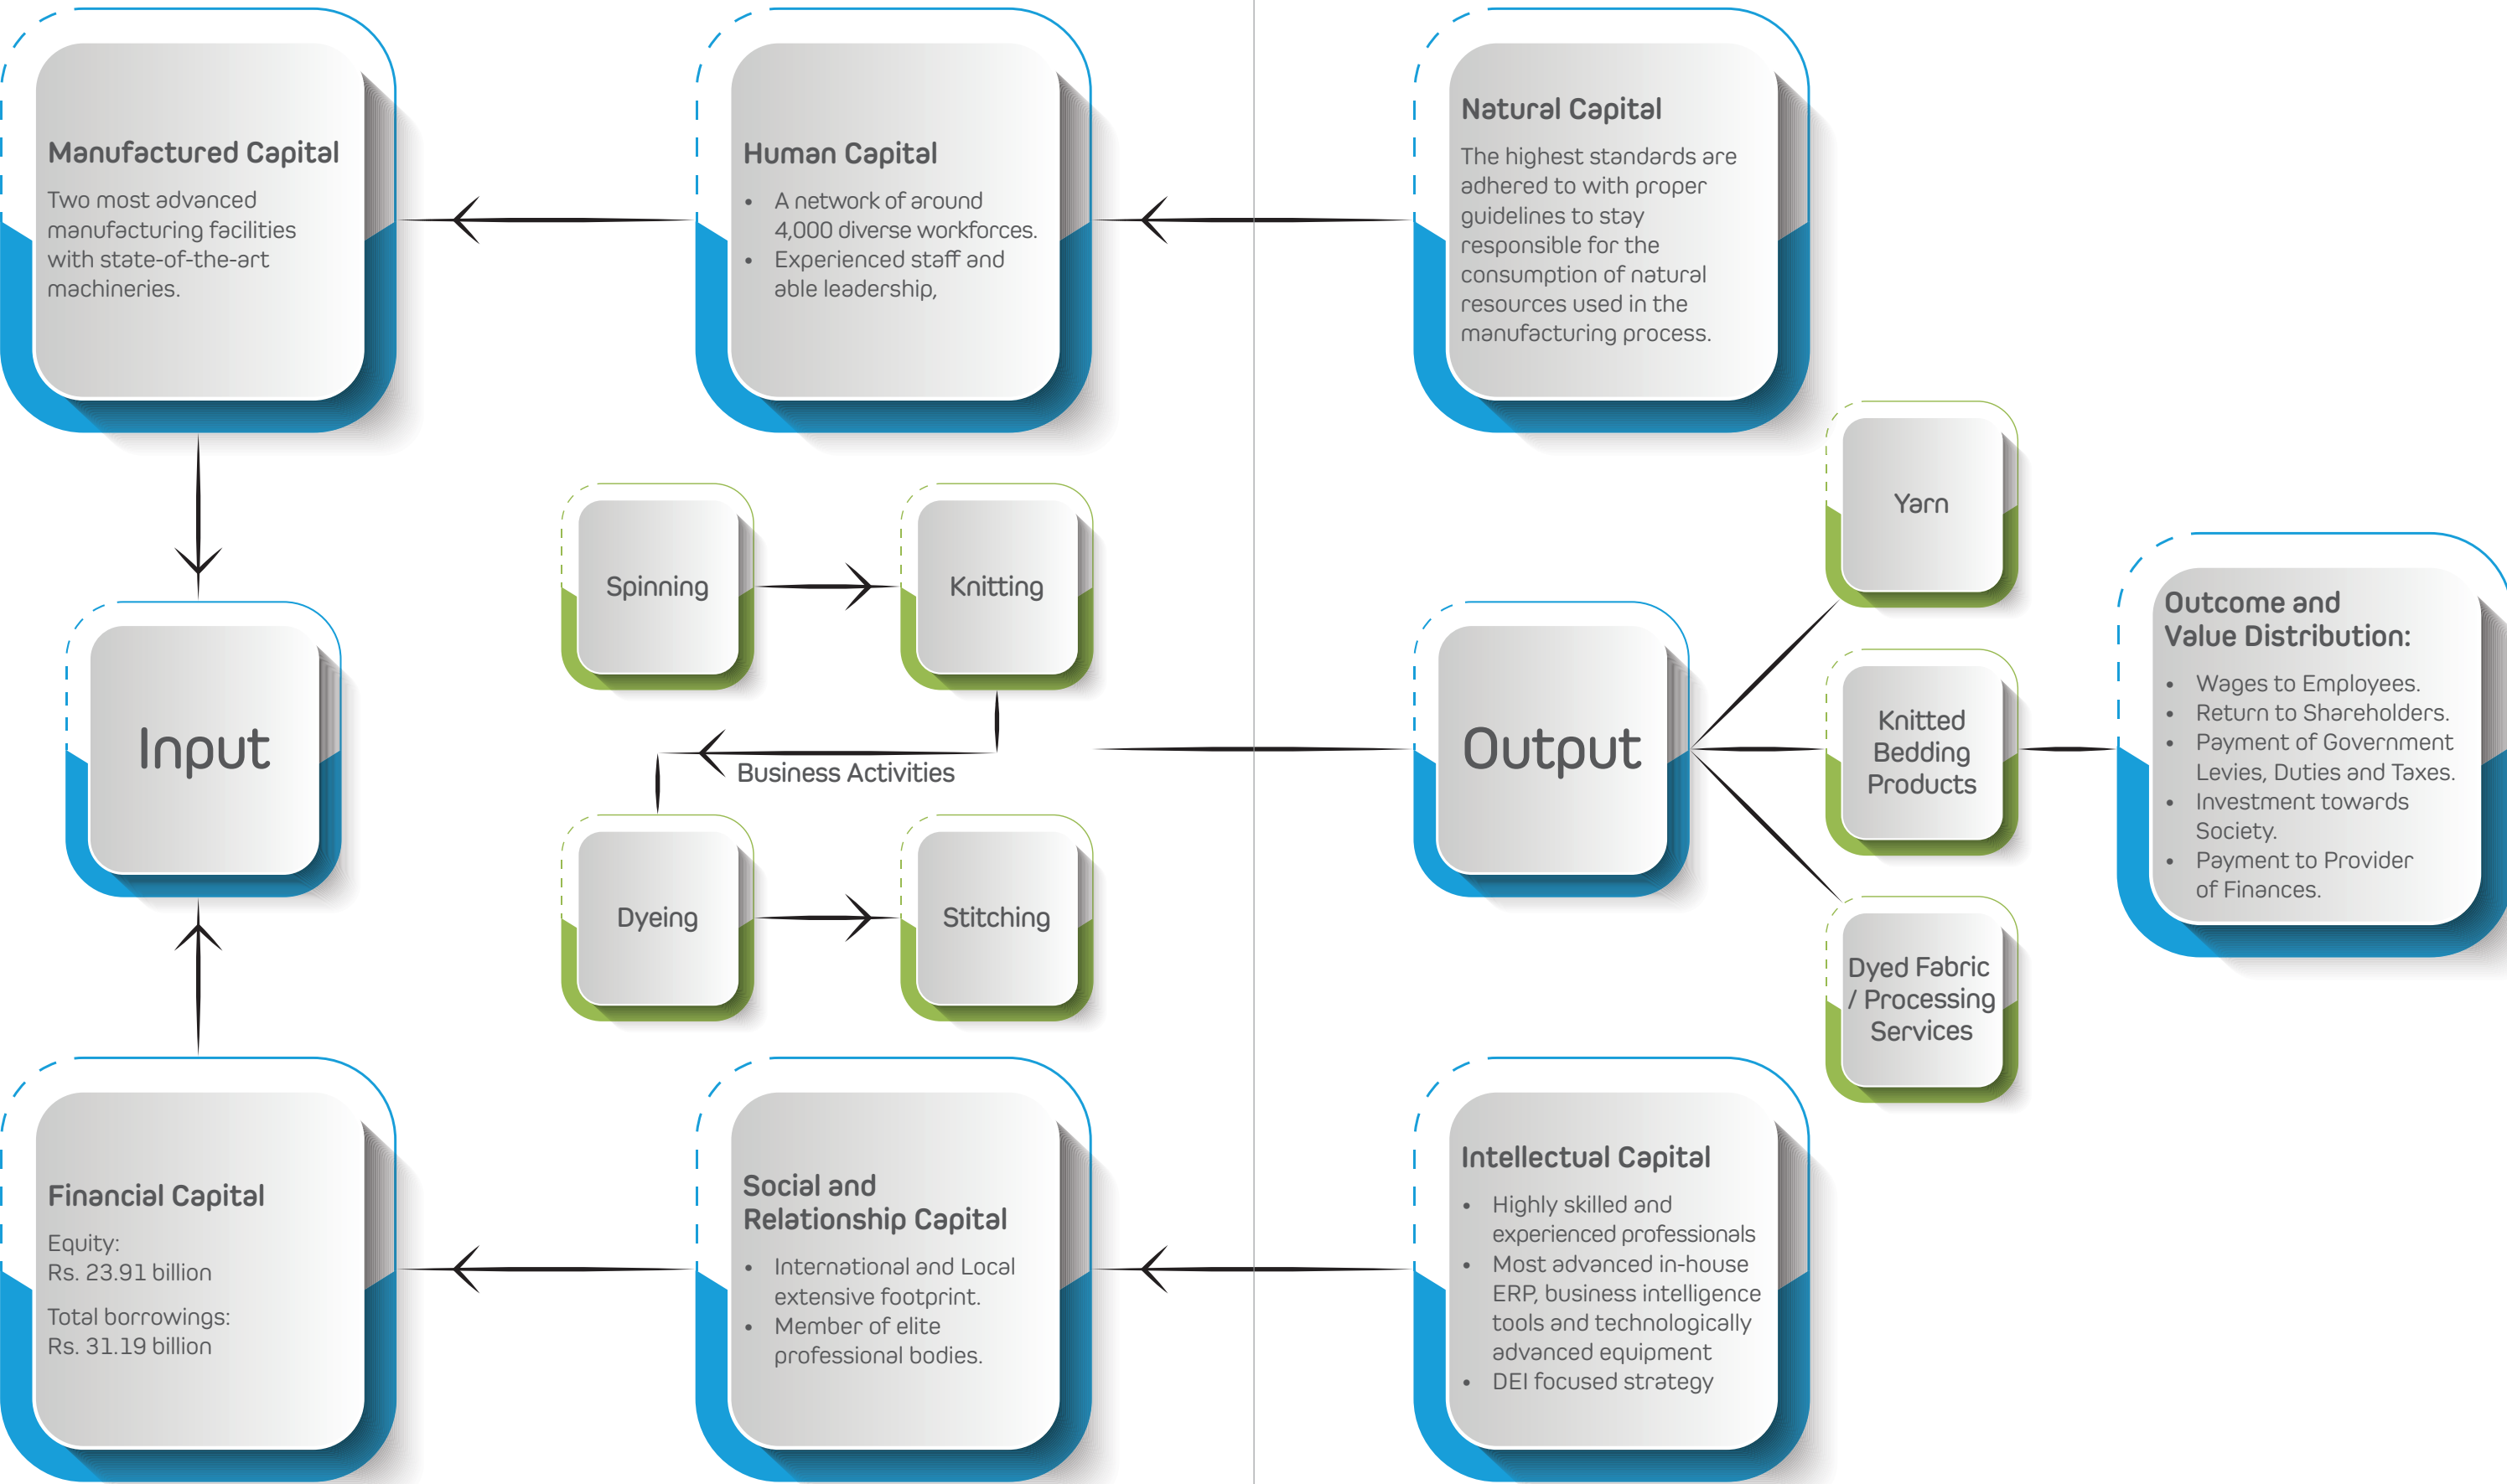 Manufactured Capital
Two most advanced
manufacturing facilities
with state-of-the-art
machineries.
Human Capital
• A network of around
4,000 diverse workforces.
• Experienced staff and
able leadership,
Natural Capital
The highest standards are
adhered to with proper
guidelines to stay
responsible for the
consumption of natural
resources used in the
manufacturing process.
Input
Spinning
Knitting
Business Activities
Dyeing
Stitching
Output
Yarn
Knitted
Bedding
Products
Dyed Fabric
/ Processing
Services
Outcome and
Value Distribution:
• Wages to Employees.
• Return to Shareholders.
• Payment of Government
Levies, Duties and Taxes.
• Investment towards
Society.
• Payment to Provider
of Finances.
Financial Capital
Equity:
Rs. 23.91 billion
Total borrowings:
Rs. 31.19 billion
Social and
Relationship Capital
• International and Local
extensive footprint.
• Member of elite
professional bodies.
Intellectual Capital
• Highly skilled and
experienced professionals
• Most advanced in-house
ERP, business intelligence
tools and technologically
advanced equipment
• DEI focused strategy